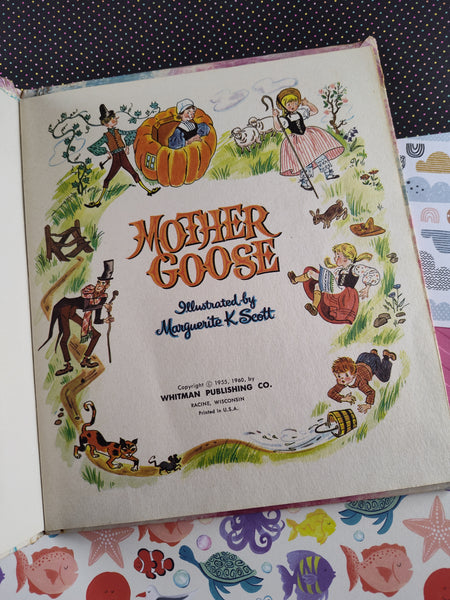 MOTHER
GOOSE
Illustrated by
Marguerite K. Scott
Copyright © 1955, 1960, by
WHITMAN PUBLISHING CO.
RACINE, WISCONSIN
Printed in U.S.A.